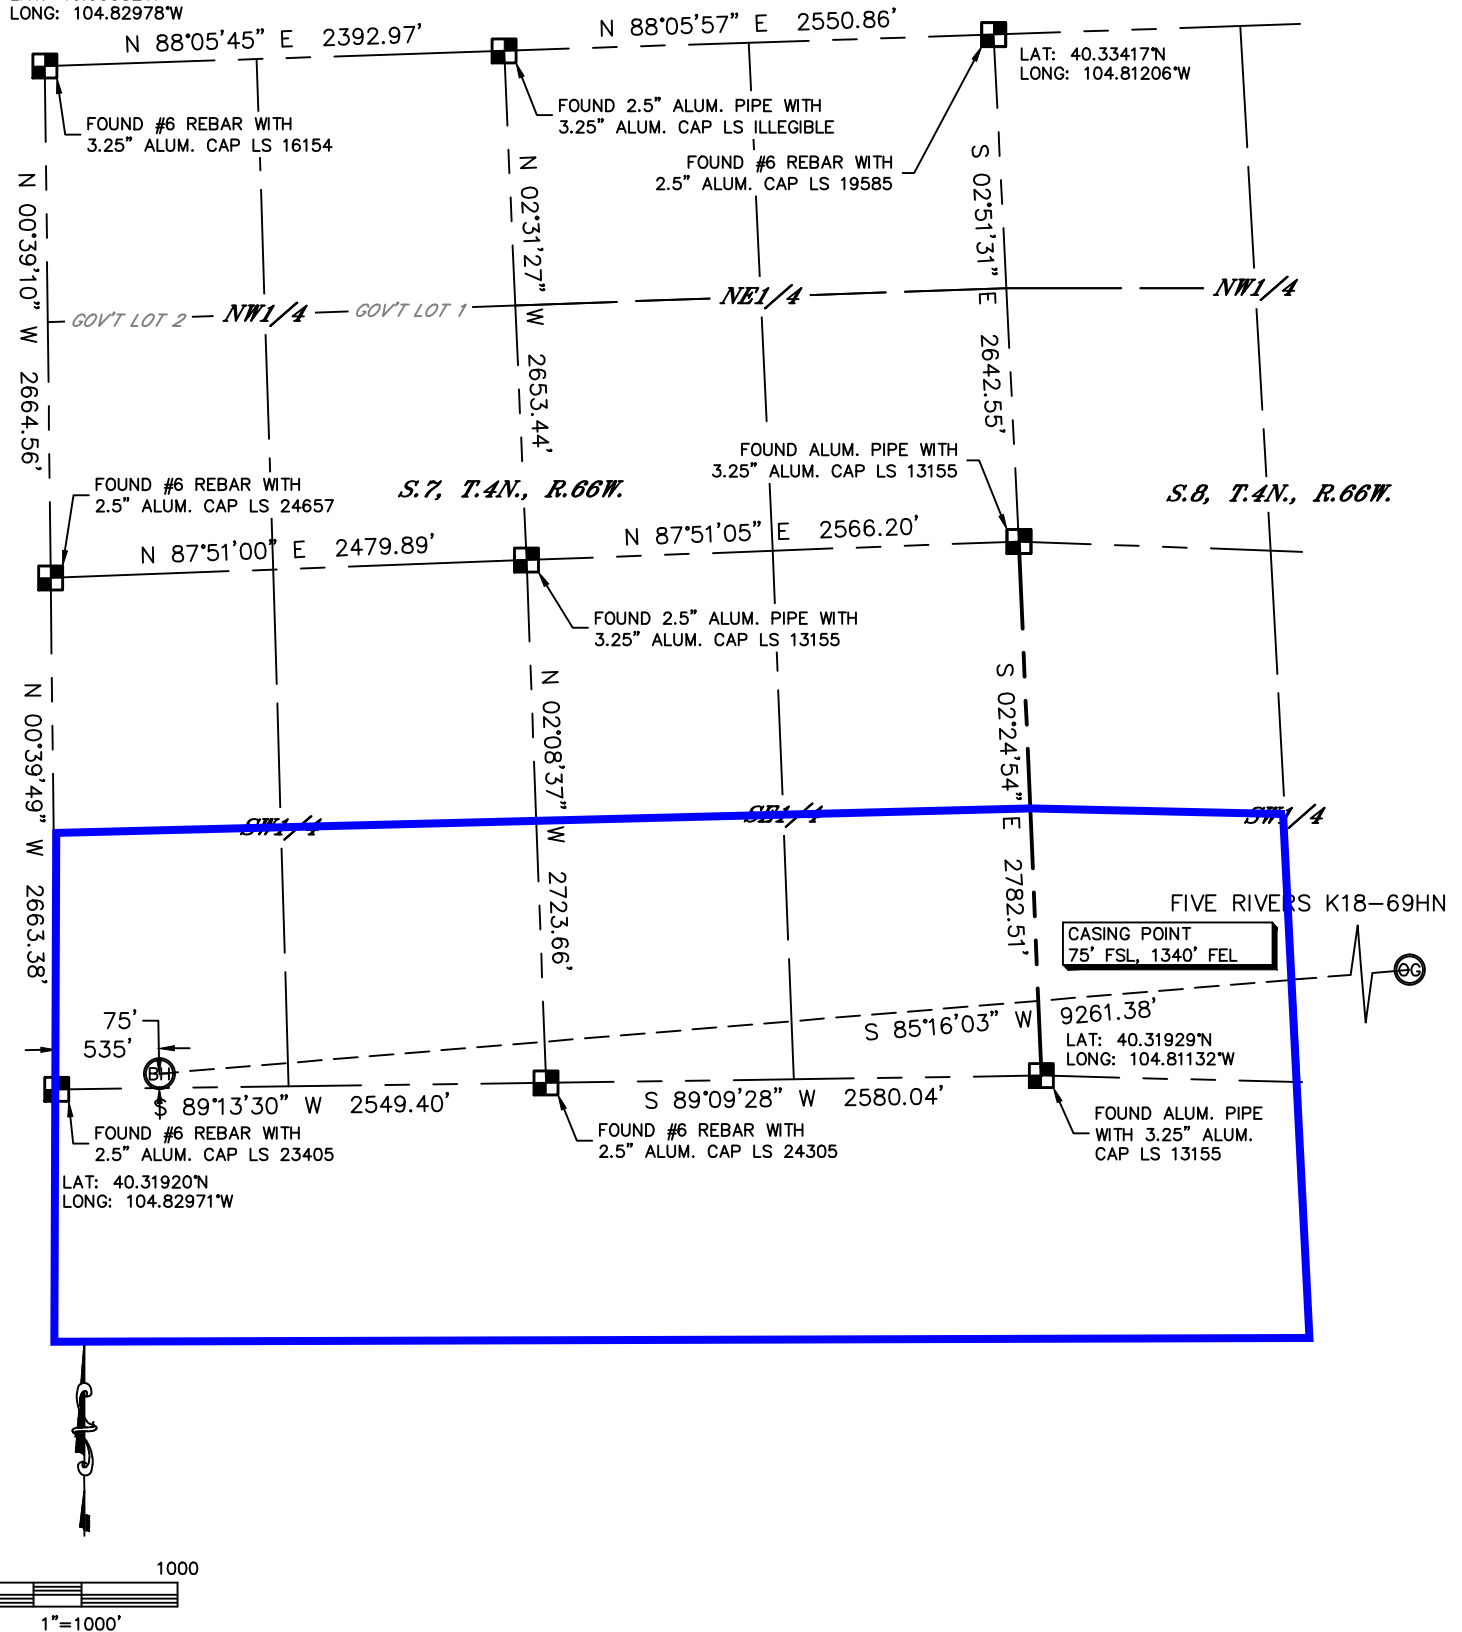 LONG: 104.82978°W
N 88°05'45" E 2392.97'
N 88°05'57" E 2550.86'
LAT: 40.33417°N
LONG: 104.81206°W
FOUND #6 REBAR WITH
3.25" ALUM. CAP LS 16154
FOUND 2.5" ALUM. PIPE WITH
3.25" ALUM. CAP LS ILLEGIBLE
FOUND #6 REBAR WITH
2.5" ALUM. CAP LS 19585
N 00°39'10" W 2664.56'
N 02°31'27" W 2653.44'
S 02°51'31" E 2642.55'
GOV'T LOT 2
NW1/4
GOV'T LOT 1
NE1/4
NW1/4
FOUND ALUM. PIPE WITH
3.25" ALUM. CAP LS 13155
FOUND #6 REBAR WITH
2.5" ALUM. CAP LS 24657
S.7, T.4N., R.66W.
S.8, T.4N., R.66W.
N 87°51'00" E 2479.89'
N 87°51'05" E 2566.20'
FOUND 2.5" ALUM. PIPE WITH
3.25" ALUM. CAP LS 13155
N 00°39'49" W 2663.38'
N 02°08'37" W 2723.66'
S 02°24'54" E 2782.51'
SW1/4
SE1/4
SW1/4
FIVE RIVERS K18-69HN
CASING POINT
75' FSL, 1340' FEL
OG
75'
535'
BH
S 85°16'03" W 9261.38'
LAT: 40.31929°N
LONG: 104.81132°W
S 89°13'30" W 2549.40'
S 89°09'28" W 2580.04'
FOUND #6 REBAR WITH
2.5" ALUM. CAP LS 23405
FOUND #6 REBAR WITH
2.5" ALUM. CAP LS 24305
FOUND ALUM. PIPE
WITH 3.25" ALUM.
CAP LS 13155
LAT: 40.31920°N
LONG: 104.82971°W
1000
1"=1000'